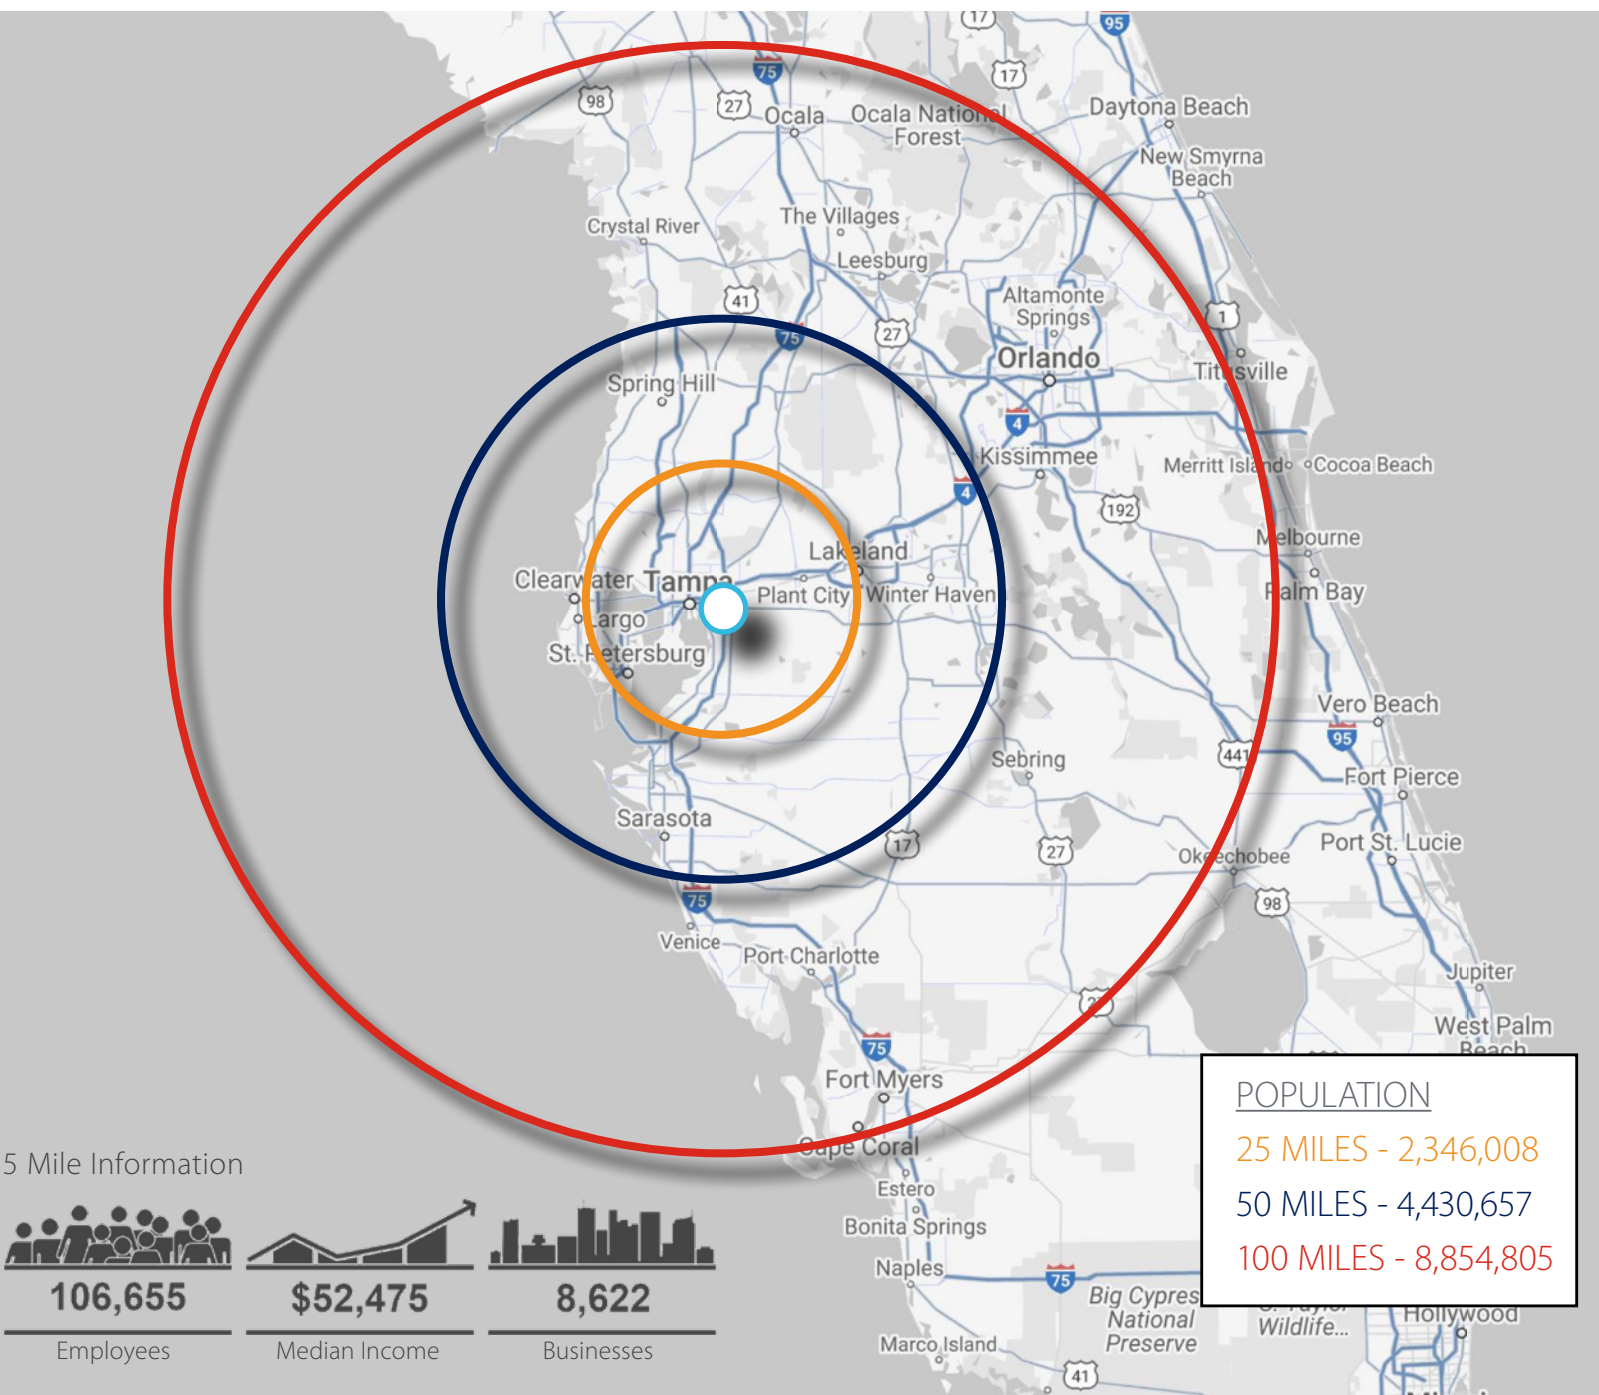 17
95
75
17
98
27
Ocala
Ocala National
Forest
Daytona Beach
New Smyrna
Beach
Crystal River
The Villages
Leesburg
41
Altamonte
Springs
1
75
27
Orlando
Titusville
Spring Hill
4
Kissimmee
Merritt Island
Cocoa Beach
4
192
Melbourne
Lakeland
Clearwater
Tampa
Plant City
Winter Haven
Palm Bay
Largo
St. Petersburg
Vero Beach
95
441
Sebring
Fort Pierce
Sarasota
17
27
Port St. Lucie
Okeechobee
75
98
Venice
Port Charlotte
Jupiter
27
West Palm
Beach
75
Fort Myers
Cape Coral
Estero
Bonita Springs
Naples
75
Big Cypres
National
Preserve
Wildlife...
Hollywood
Marco Island
41
POPULATION
25 MILES - 2,346,008
50 MILES - 4,430,657
100 MILES - 8,854,805
5 Mile Information
106,655
$52,475
8,622
Employees
Median Income
Businesses